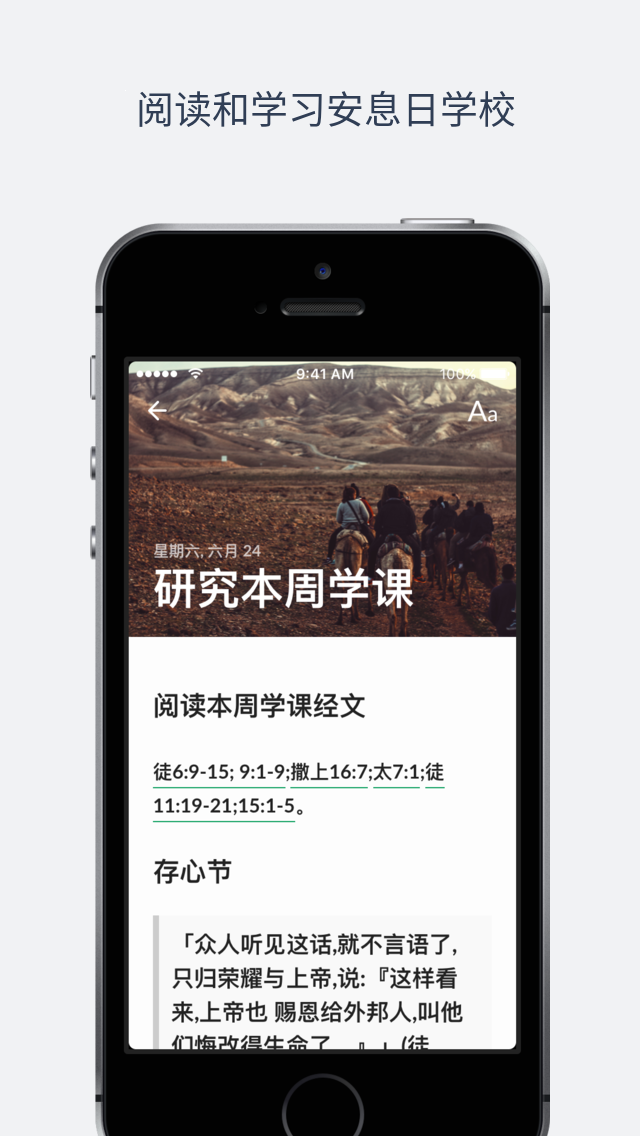 阅读和学习安息日学校
9:41 AM
100%
Aa
星期六, 六月 24
研究本周学课
阅读本周学课经文
徒6:9-15; 9:1-9;撒上16:7;太7:1;徒
11:19-21;15:1-5。
存心节
「众人听见这话,就不言语了,
只归荣耀与上帝,说:『这样看
来,上帝也 赐恩给外邦人,叫他
们悔改得生命了。』」(徒